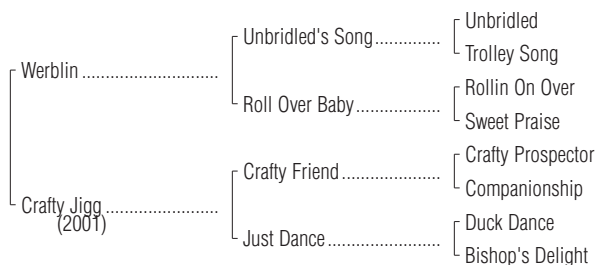 Unbridled
Unbridled's Song..............
Trolley Song
Werblin .............................
Rollin On Over
Roll Over Baby..................
Sweet Praise
Crafty Prospector
Crafty Friend.....................
Companionship
Crafty Jigg ........................
(2001)
Duck Dance
Just Dance........................
Bishop's Delight